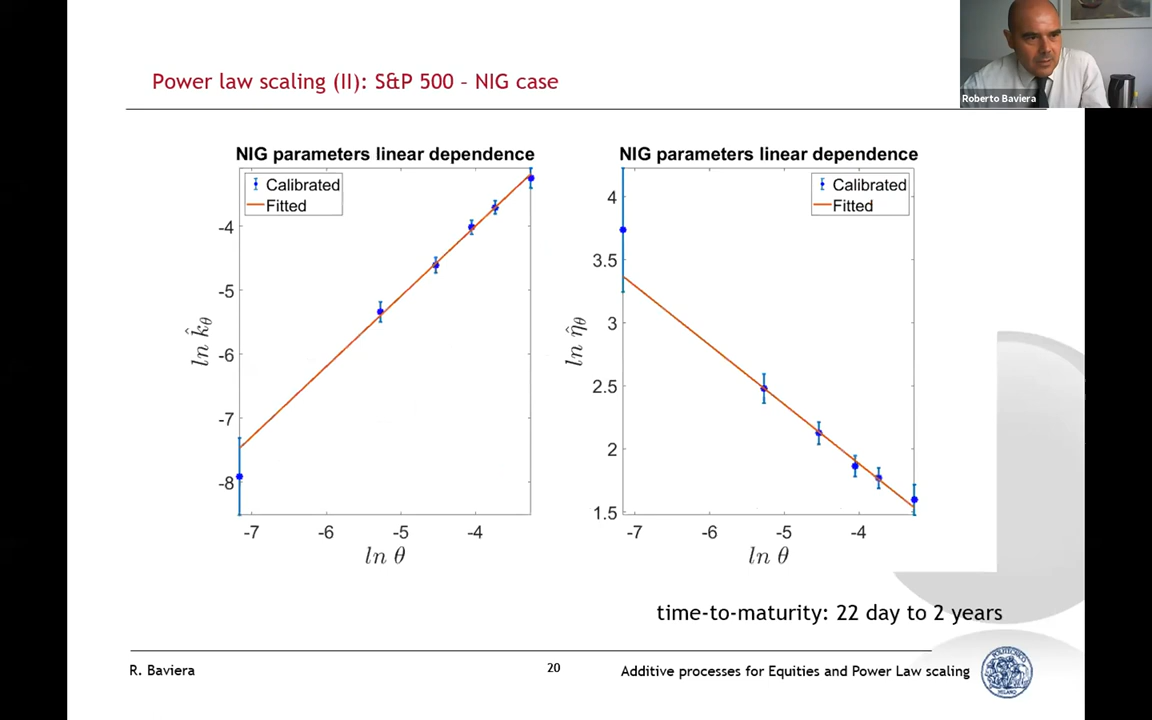 Power law scaling (II): S&P 500 – NIG case
Roberto Baviera
NIG parameters linear dependence
Calibrated
Fitted
-4
-5
-6
-7
-8
ln k̂θ
-7 -6 -5 -4
ln θ
NIG parameters linear dependence
Calibrated
Fitted
4
3.5
3
2.5
2
1.5
ln η̂θ
-7 -6 -5 -4
ln θ
time-to-maturity: 22 day to 2 years
R. Baviera
20
Additive processes for Equities and Power Law scaling
POLITECNICO
MILANO